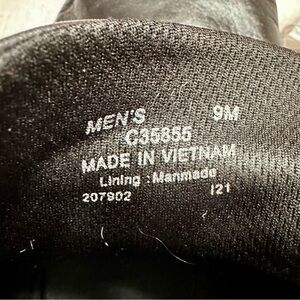 MEN'S 9M
C35855
MADE IN VIETNAM
Lining : Manmade
207902 I21